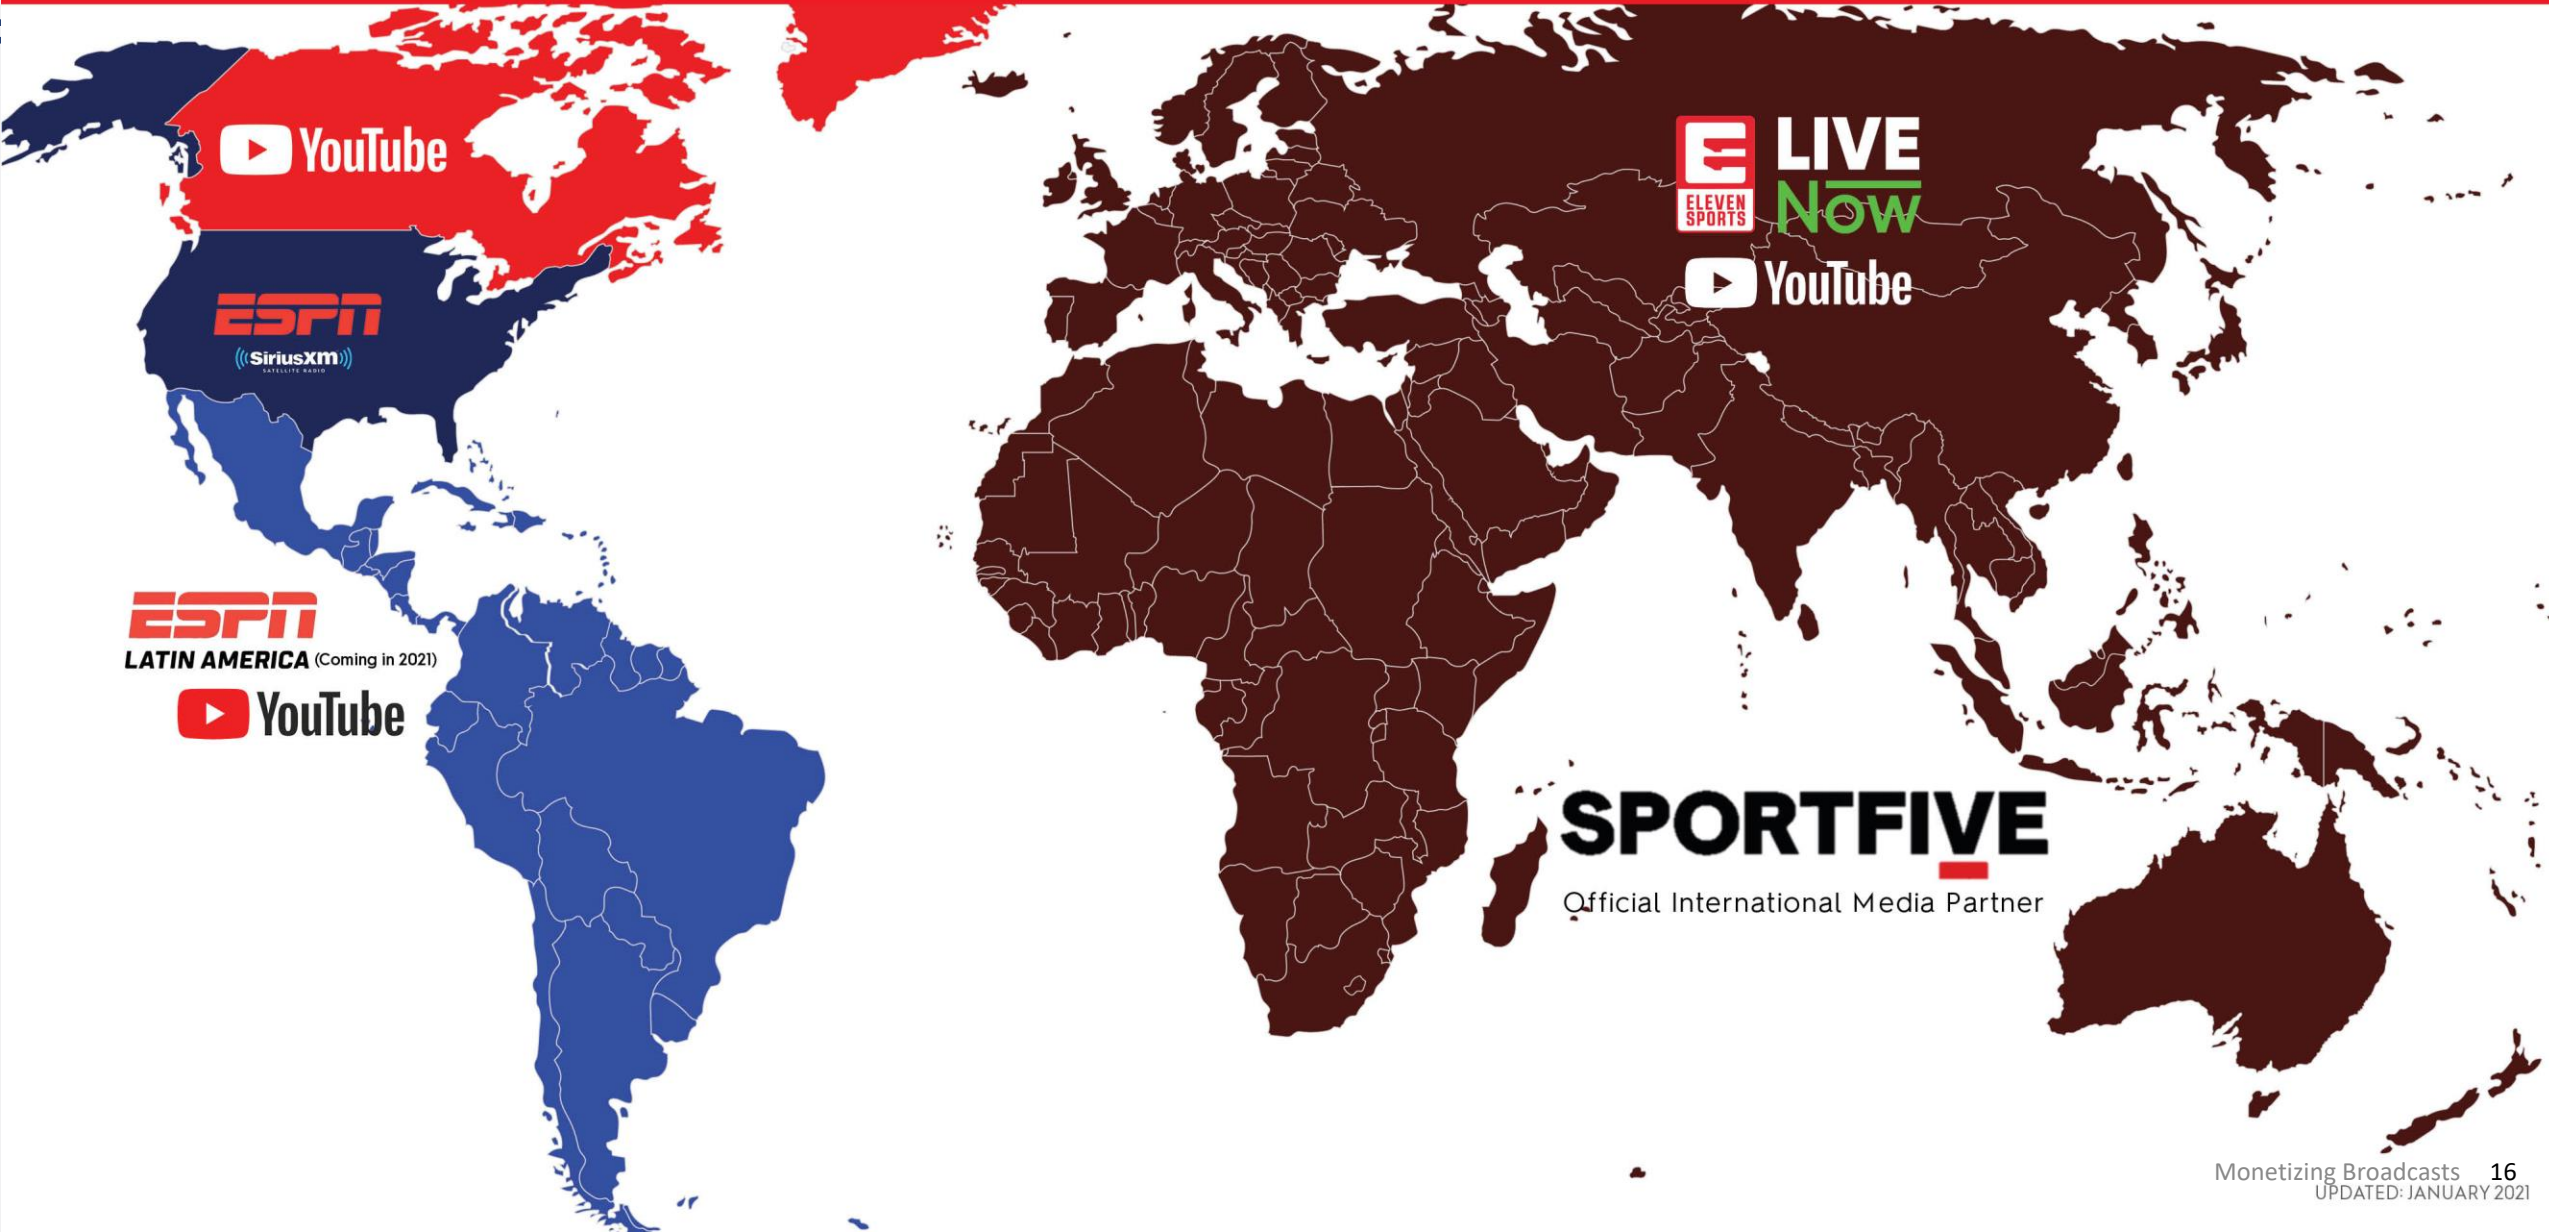 YouTube
ESPN
SiriusXM
SATELLITE RADIO
ESPN
LATIN AMERICA (Coming in 2021)
YouTube
E
ELEVEN
SPORTS
LIVE
NOW
YouTube
SPORTFIVE
Official International Media Partner
Monetizing Broadcasts 16
UPDATED: JANUARY 2021